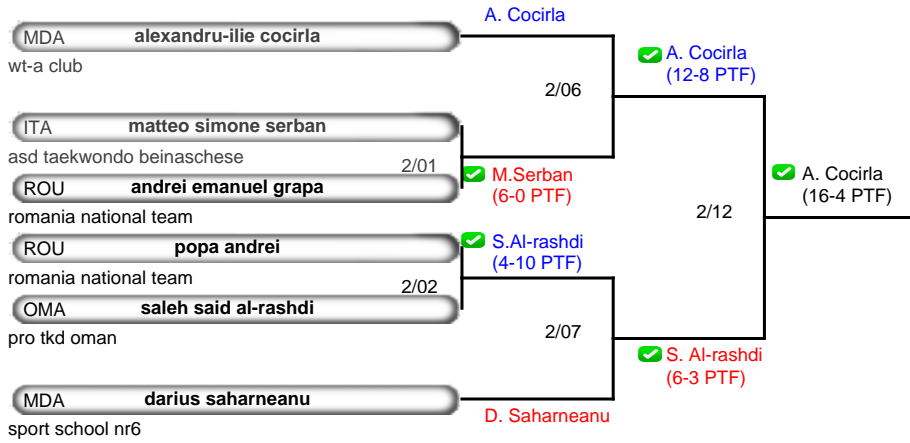 A. Cocirla
MDA alexandru-ilie cocirla
wt-a club
A. Cocirla
(12-8 PTF)
2/06
ITA matteo simone serban
asd taekwondo beinaschese
2/01
M.Serban
(6-0 PTF)
ROU andrei emanuel grapa
romania national team
A. Cocirla
(16-4 PTF)
2/12
ROU popa andrei
romania national team
S.Al-rashdi
(4-10 PTF)
2/02
OMA saleh said al-rashdi
pro tkd oman
2/07
S. Al-rashdi
(6-3 PTF)
MDA darius saharneanu
sport school nr6
D. Saharneanu